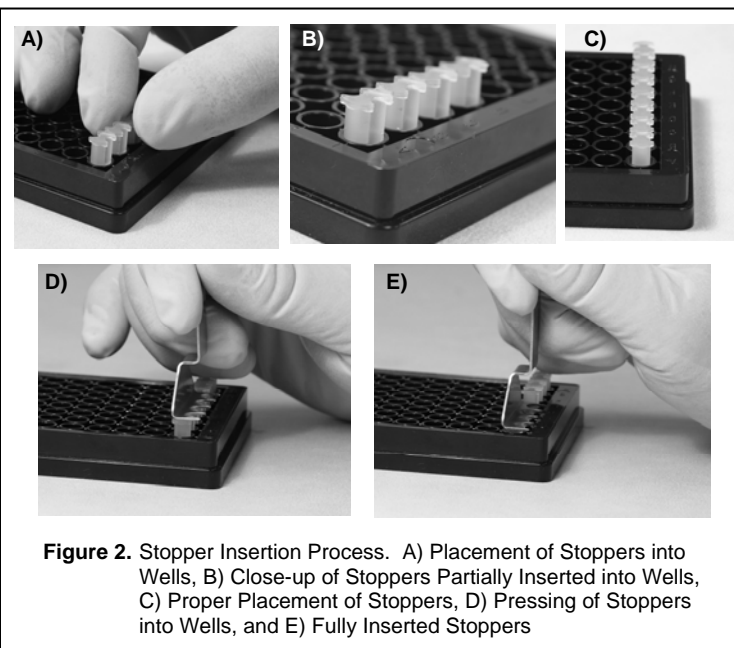 A)
B)
C)
D)
E)
Figure 2. Stopper Insertion Process. A) Placement of Stoppers into
Wells, B) Close-up of Stoppers Partially Inserted into Wells,
C) Proper Placement of Stoppers, D) Pressing of Stoppers
into Wells, and E) Fully Inserted Stoppers